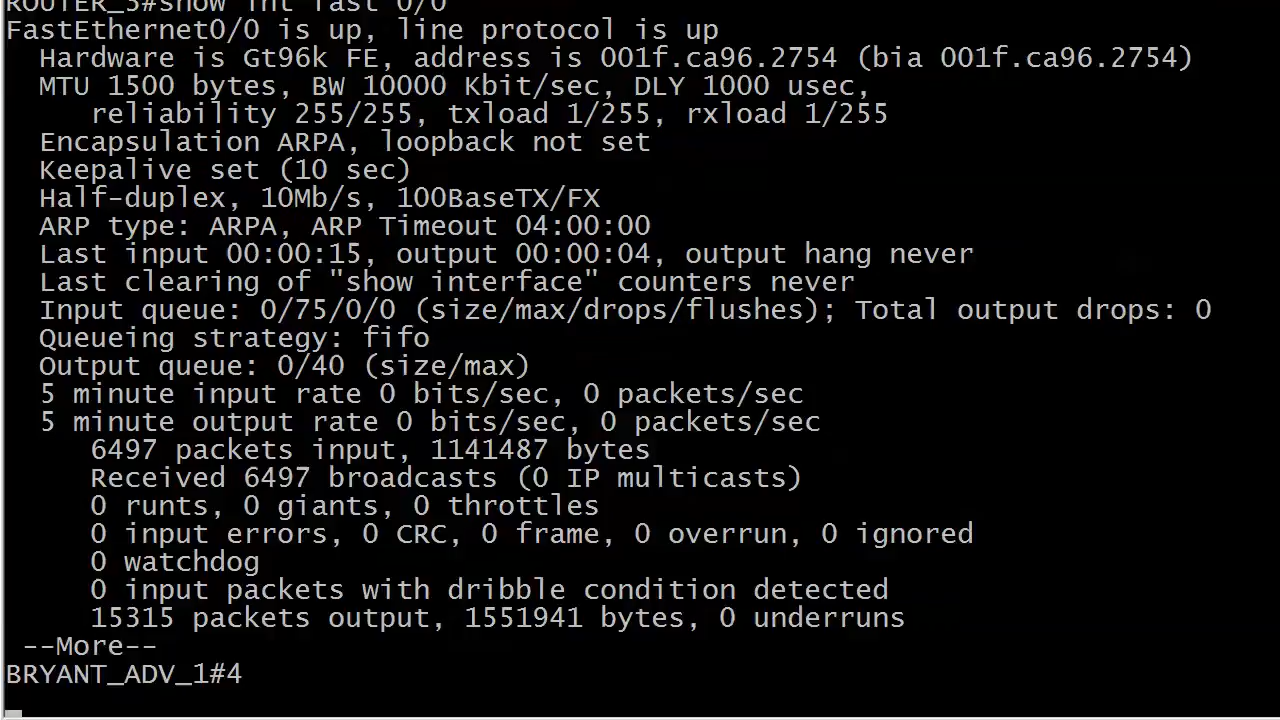 ROUTER_3#show int fast 0/0
FastEthernet0/0 is up, line protocol is up
Hardware is Gt96k FE, address is 001f.ca96.2754 (bia 001f.ca96.2754)
MTU 1500 bytes, BW 10000 Kbit/sec, DLY 1000 usec,
reliability 255/255, txload 1/255, rxload 1/255
Encapsulation ARPA, loopback not set
Keepalive set (10 sec)
Half-duplex, 10Mb/s, 100BaseTX/FX
ARP type: ARPA, ARP Timeout 04:00:00
Last input 00:00:15, output 00:00:04, output hang never
Last clearing of "show interface" counters never
Input queue: 0/75/0/0 (size/max/drops/flushes); Total output drops: 0
Queueing strategy: fifo
Output queue: 0/40 (size/max)
5 minute input rate 0 bits/sec, 0 packets/sec
5 minute output rate 0 bits/sec, 0 packets/sec
6497 packets input, 1141487 bytes
Received 6497 broadcasts (0 IP multicasts)
0 runts, 0 giants, 0 throttles
0 input errors, 0 CRC, 0 frame, 0 overrun, 0 ignored
0 watchdog
0 input packets with dribble condition detected
15315 packets output, 1551941 bytes, 0 underruns
--More--
BRYANT_ADV_1#4